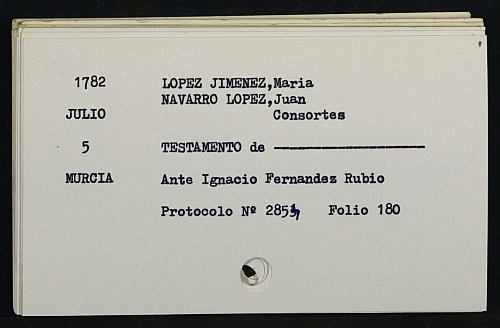 1782 LOPEZ JIMENEZ,Maria
NAVARRO LOPEZ,Juan
JULIO Consortes
5 TESTAMENTO de ----------------------
MURCIA Ante Ignacio Fernandez Rubio
Protocolo Nº Folio 180